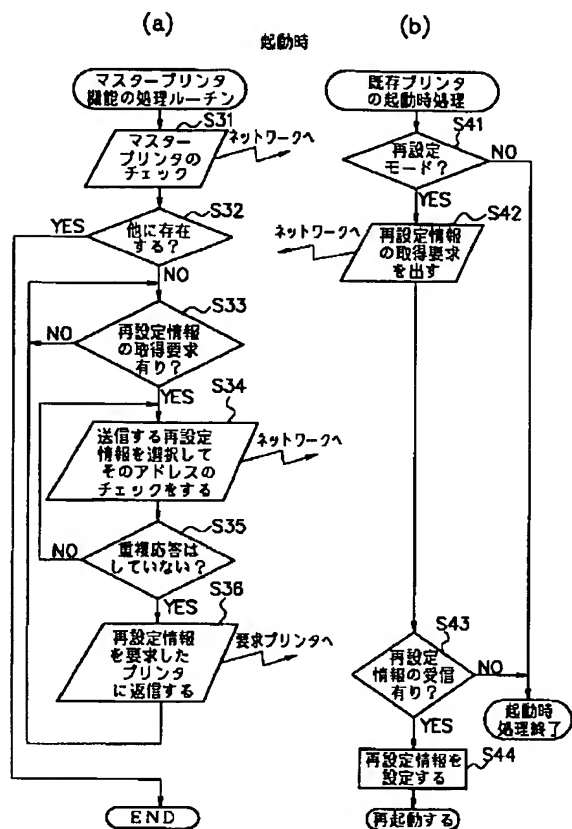 (a)
起動時
(b)
マスタープリンタ
機能の処理ルーチン
S31
マスター
プリンタの
チェック
ネットワークへ
S32
他に存在
する?
YES
NO
S33
再設定情報
の取得要求
有り?
NO
YES
S34
送信する再設定
情報を選択して
そのアドレスの
チェックをする
ネットワークへ
S35
重複応答は
していない?
NO
YES
S36
再設定情報
を要求した
プリンタ
に返信する
要求プリンタへ
END
既存プリンタ
の起動時処理
S41
再設定
モード?
NO
YES
S42
ネットワークへ
再設定情報
の取得要求
を出す
S43
再設定
情報の受信
有り?
NO
YES
起動時
処理終了
S44
再設定情報を
設定する
再起動する